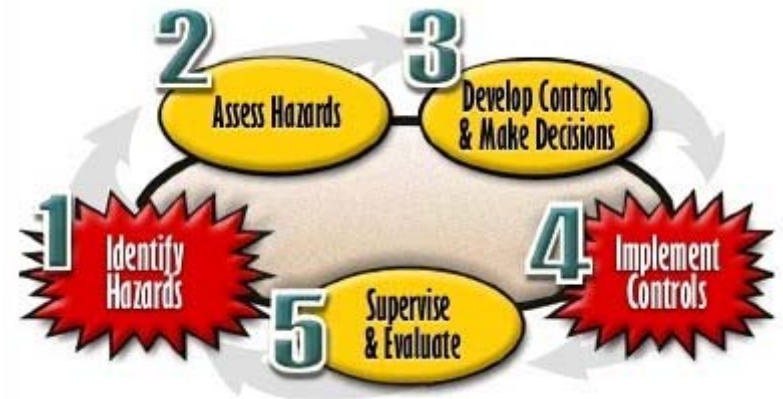 1
Identify
Hazards
2
Assess Hazards
3
Develop Controls
& Make Decisions
4
Implement
Controls
5
Supervise
& Evaluate